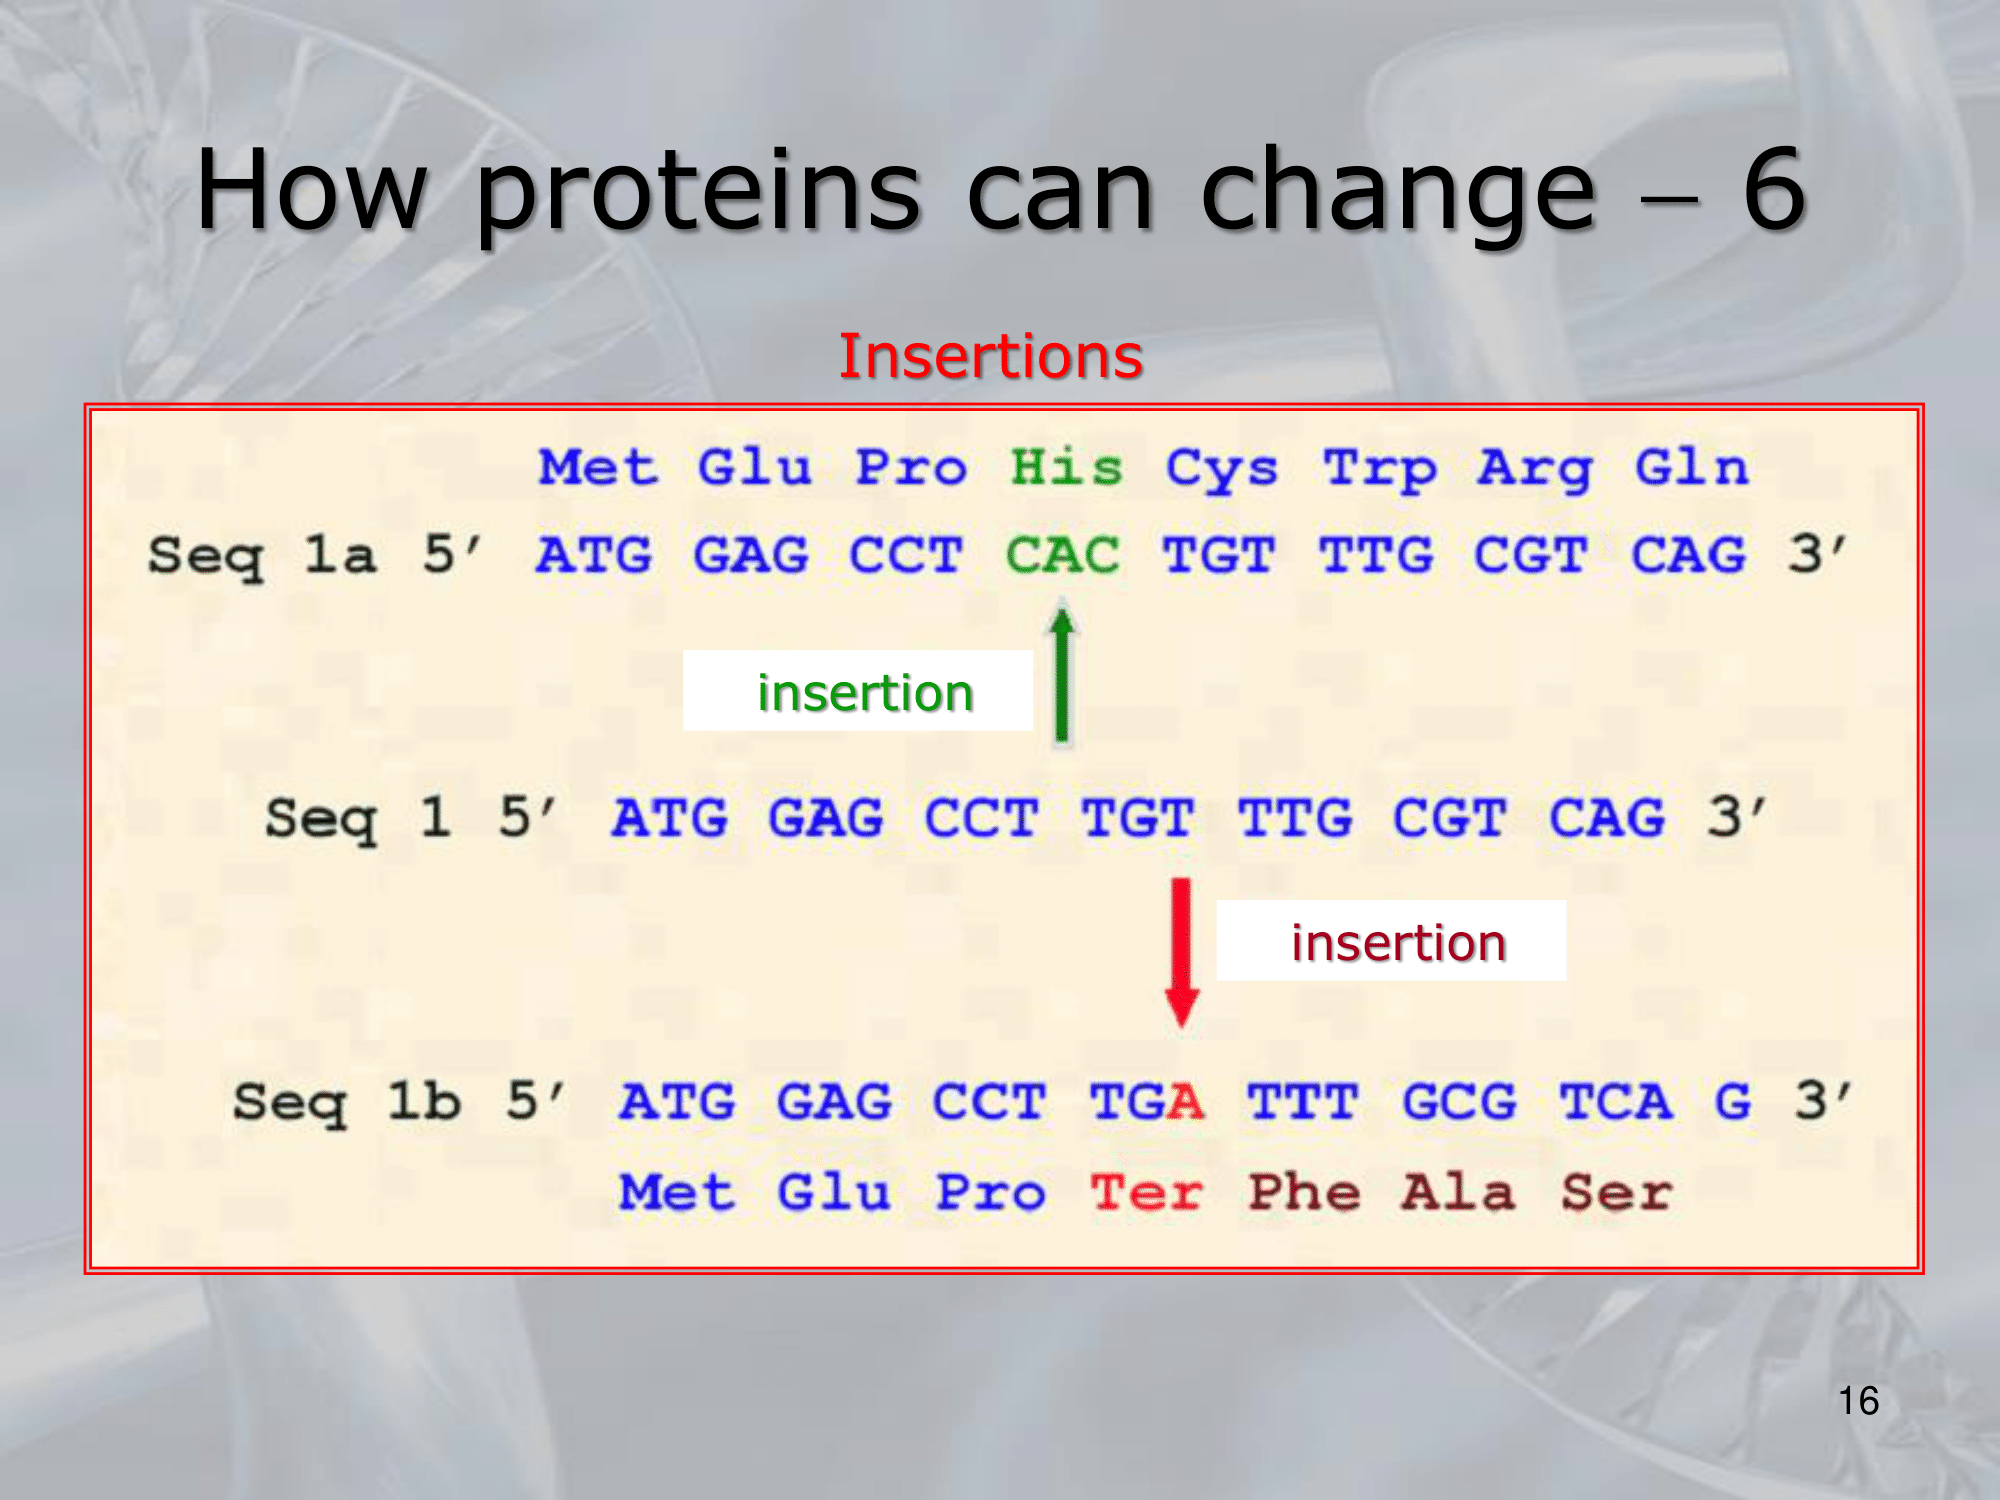 How proteins can change – 6
Insertions
Met Glu Pro His Cys Trp Arg Gln
Seq 1a 5′ ATG GAG CCT CAC TGT TTG CGT CAG 3′
insertion
Seq 1 5′ ATG GAG CCT TGT TTG CGT CAG 3′
insertion
Seq 1b 5′ ATG GAG CCT TGA TTT GCG TCA G 3′
Met Glu Pro Ter Phe Ala Ser
16